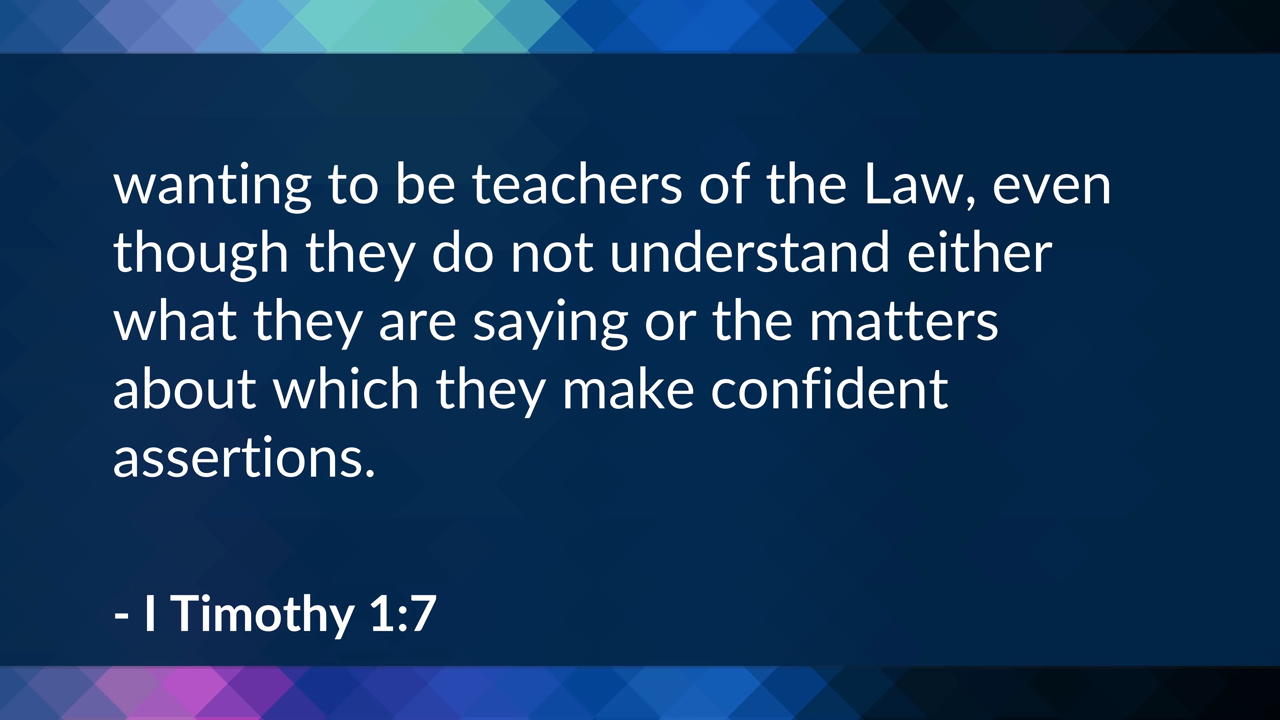 wanting to be teachers of the Law, even
though they do not understand either
what they are saying or the matters
about which they make confident
assertions.
- I Timothy 1:7